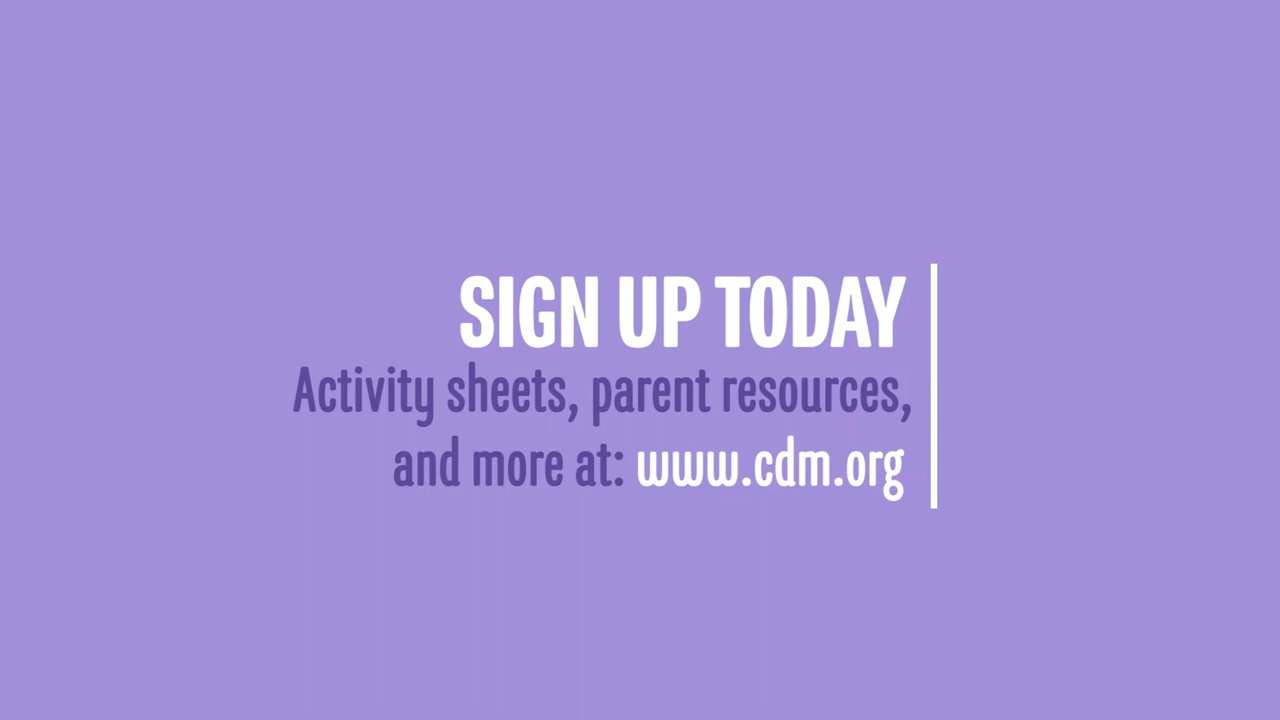 SIGN UP TODAY
Activity sheets, parent resources,
and more at: www.cdm.org